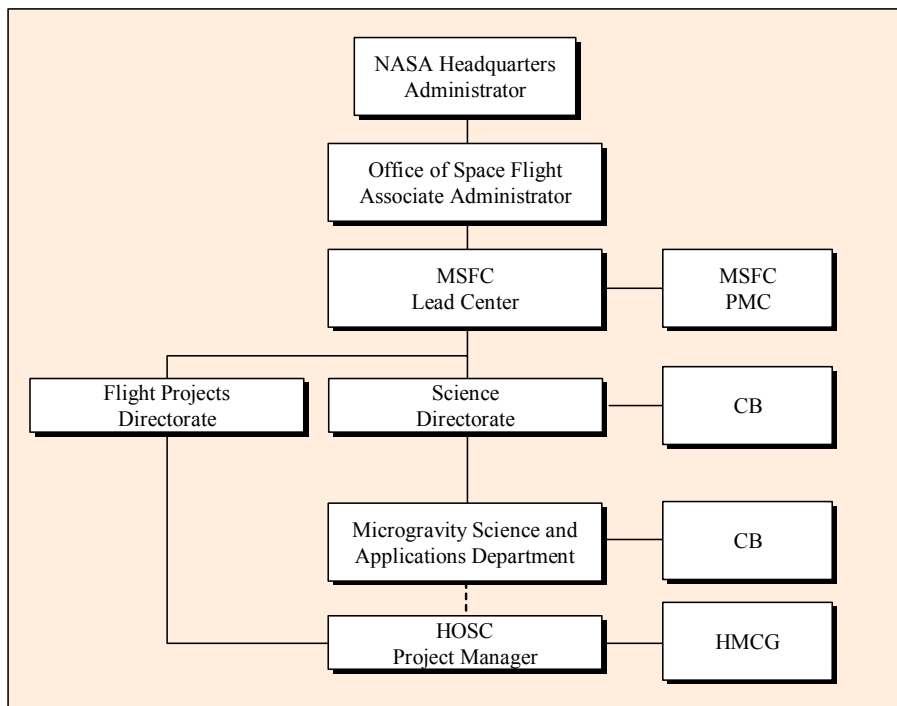 NASA Headquarters
Administrator
Office of Space Flight
Associate Administrator
MSFC
Lead Center
MSFC
PMC
Flight Projects
Directorate
Science
Directorate
CB
Microgravity Science and
Applications Department
CB
HOSC
Project Manager
HMCG